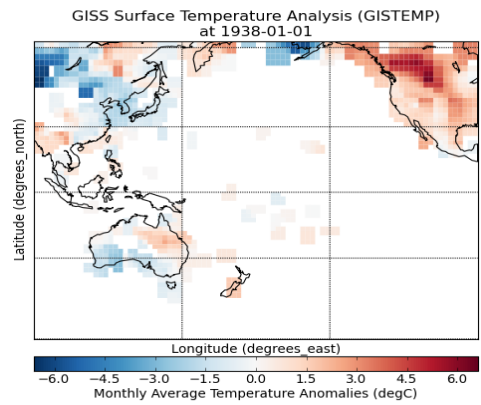 GISS Surface Temperature Analysis (GISTEMP)
at 1938-01-01
Latitude (degrees_north)
Longitude (degrees_east)
−6.0 −4.5 −3.0 −1.5 0.0 1.5 3.0 4.5 6.0
Monthly Average Temperature Anomalies (degC)